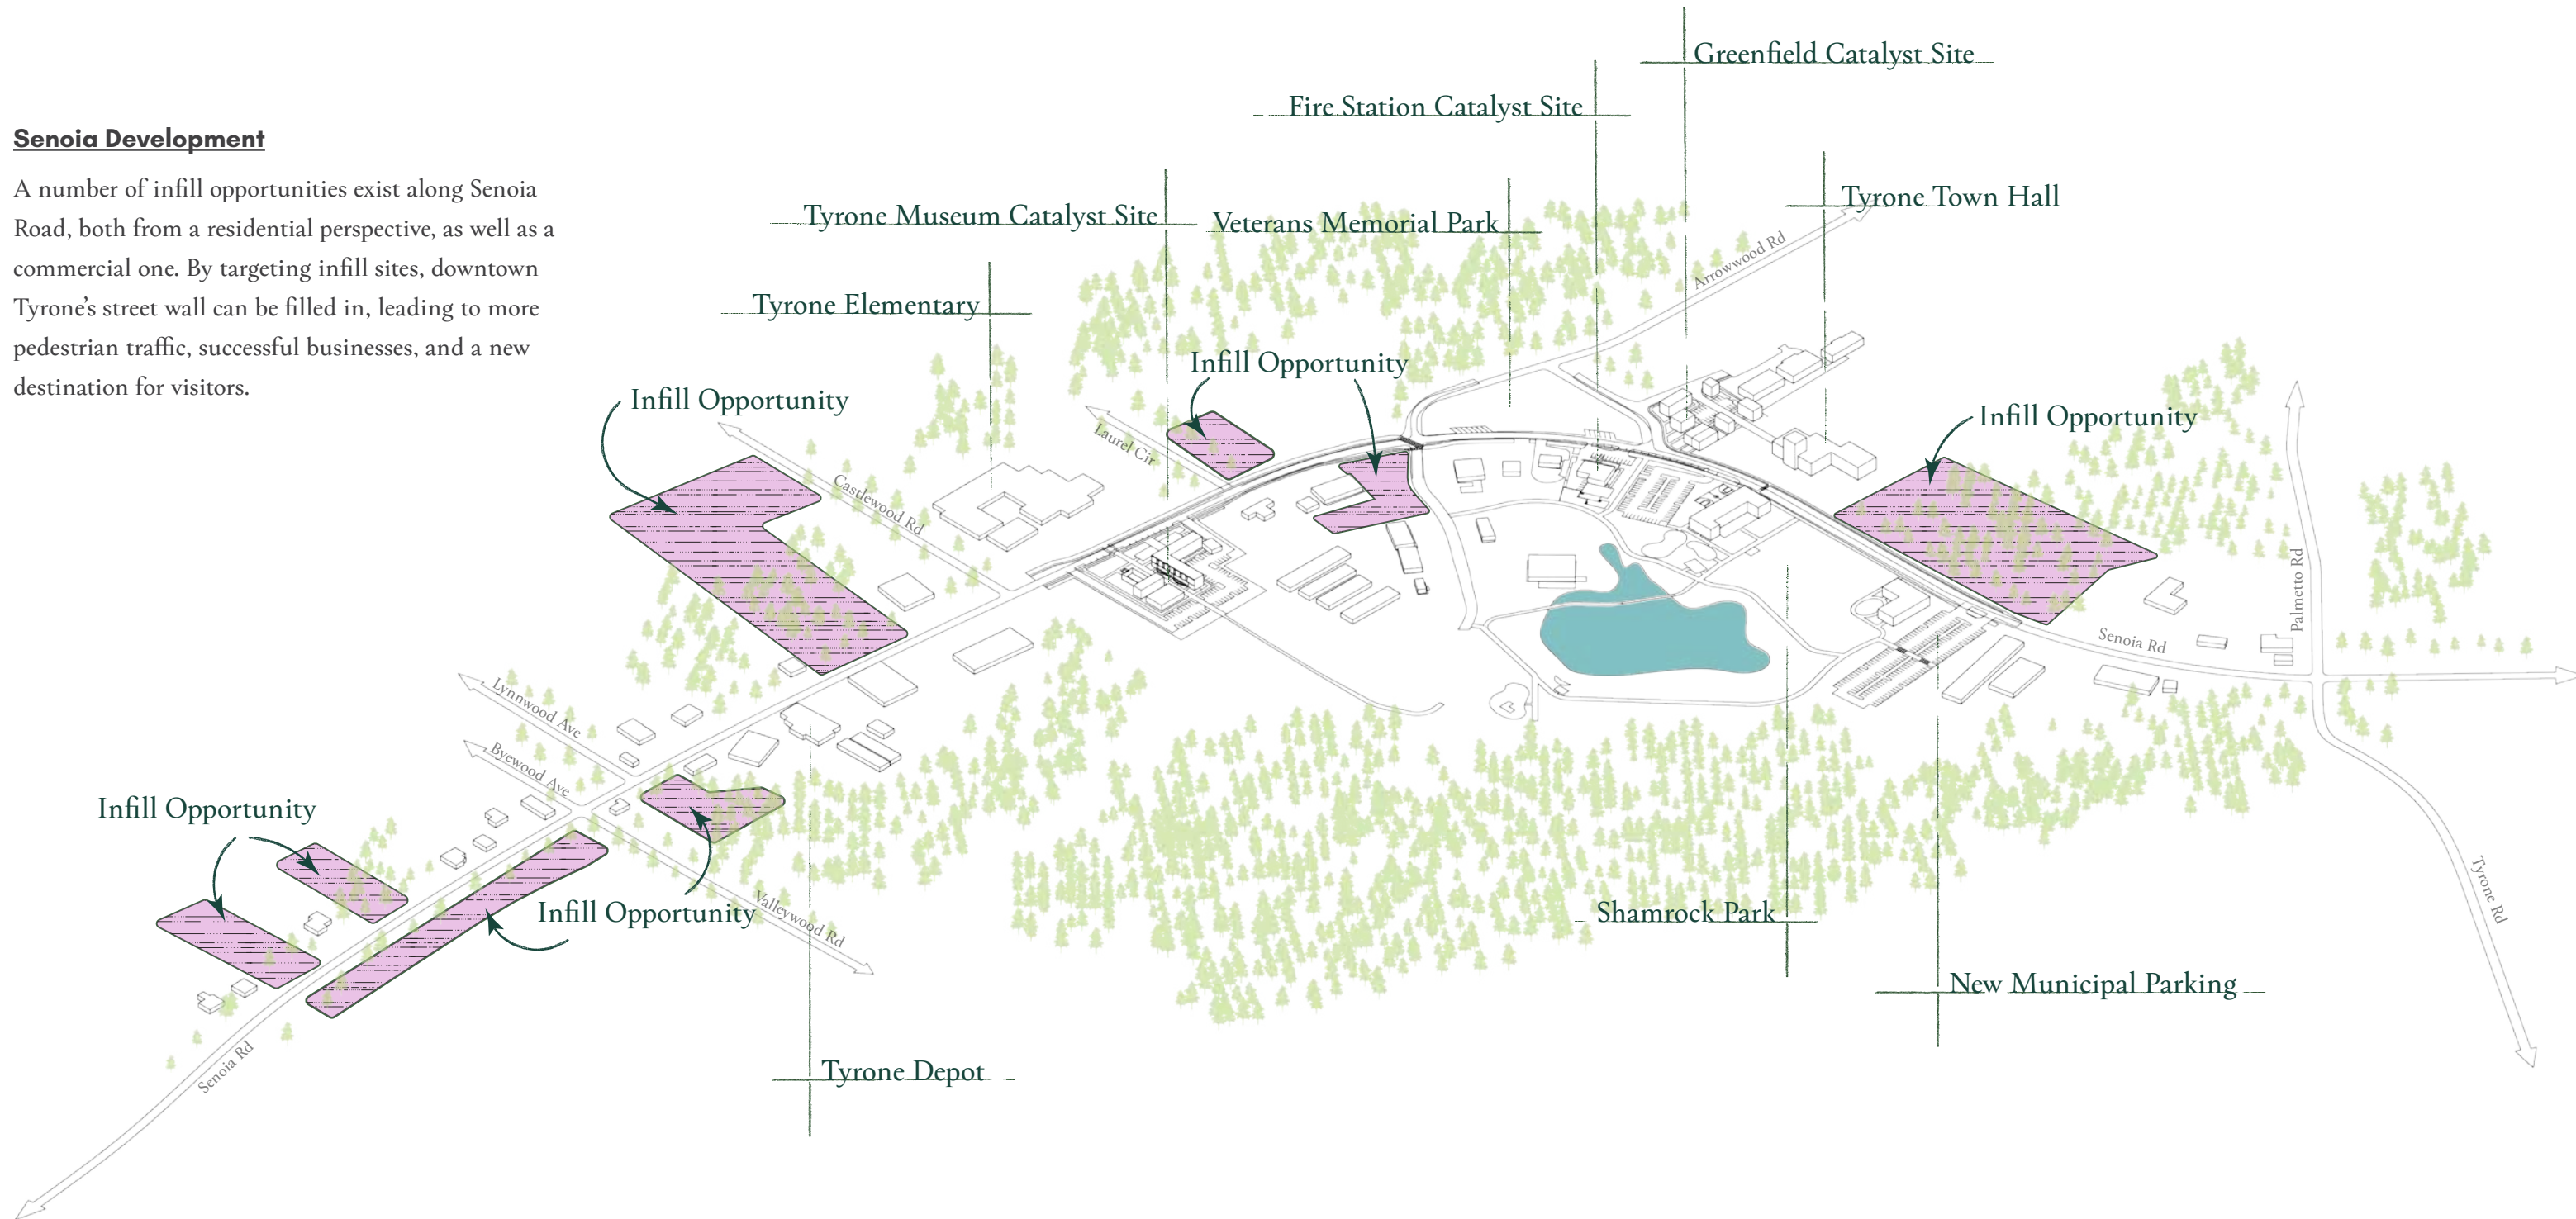 Senoia Development
A number of infill opportunities exist along Senoia
Road, both from a residential perspective, as well as a
commercial one. By targeting infill sites, downtown
Tyrone's street wall can be filled in, leading to more
pedestrian traffic, successful businesses, and a new
destination for visitors.
Greenfield Catalyst Site
Fire Station Catalyst Site
Tyrone Town Hall
Tyrone Museum Catalyst Site
Veterans Memorial Park
Arrowwood Rd
Tyrone Elementary
Infill Opportunity
Infill Opportunity
Infill Opportunity
Laurel Cir
Castlewood Rd
Palmetto Rd
Senoia Rd
Lynnwood Ave
Byewood Ave
Infill Opportunity
Infill Opportunity
Valleywood Rd
Shamrock Park
Tyrone Rd
New Municipal Parking
Senoia Rd
Tyrone Depot